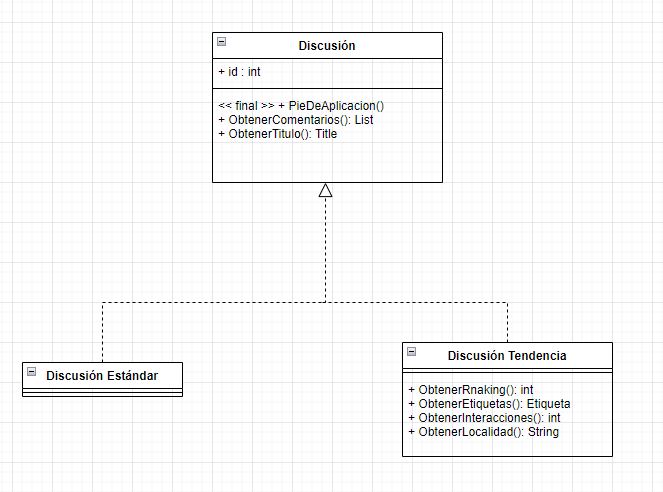 Discusión
+ id : int
<< final >> + PieDeAplicacion()
+ ObtenerComentarios(): List
+ ObtenerTitulo(): Title
Discusión Estándar
Discusión Tendencia
+ ObtenerRnaking(): int
+ ObtenerEtiquetas(): Etiqueta
+ ObtenerInteracciones(): int
+ ObtenerLocalidad(): String